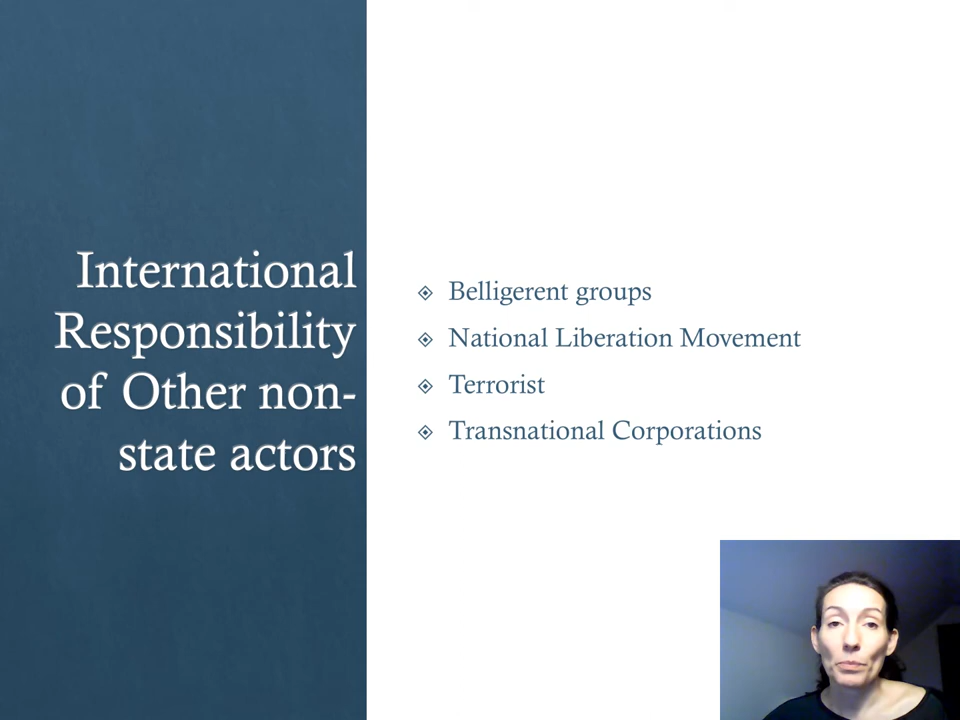 International
Responsibility
of Other non-
state actors
Belligerent groups
National Liberation Movement
Terrorist
Transnational Corporations